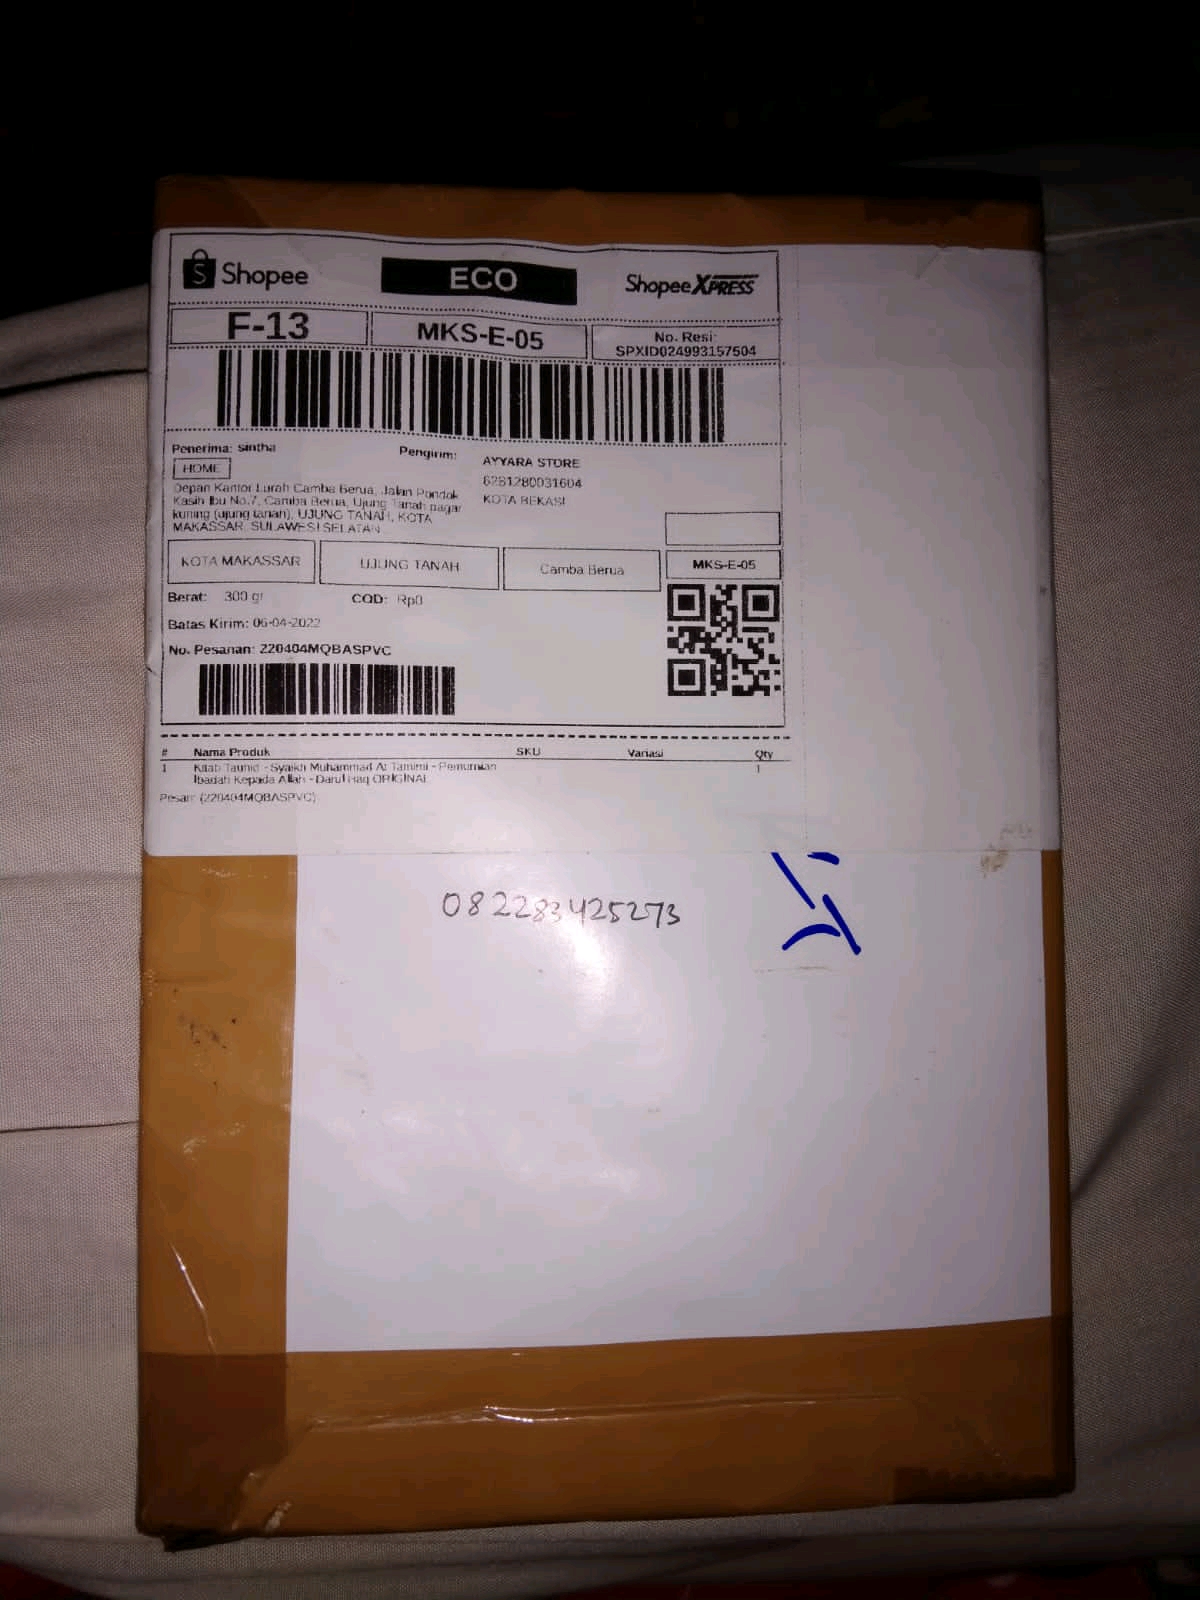 Shopee ECO ShopeeXPRESS
F-13 MKS-E-05 No. Resi:
SPXID024993157504
Penerima: sintha Pengirim: AYYARA STORE
HOME 6281280031604
KOTA BEKASI
Depan Kantor Lurah Camba Berua, Jalan Pondok
Kasih Ibu No.7, Camba Berua, Ujung Tanah pagar
kuning (ujung tanah), UJUNG TANAH, KOTA
MAKASSAR, SULAWESI SELATAN
KOTA MAKASSAR UJUNG TANAH Camba Berua MKS-E-05
Berat: 300 gr COD: Rp0
Batas Kirim: 06-04-2022
No. Pesanan: 220404MQBASPVC
# Nama Produk SKU Variasi Qty
1 Kitab Tauhid - Syaikh Muhammad At Tamimi - Pemurnian 1
Ibadah Kepada Allah - Darul Haq ORIGINAL
Pesan: (220404MQBASPVC)
082283425273